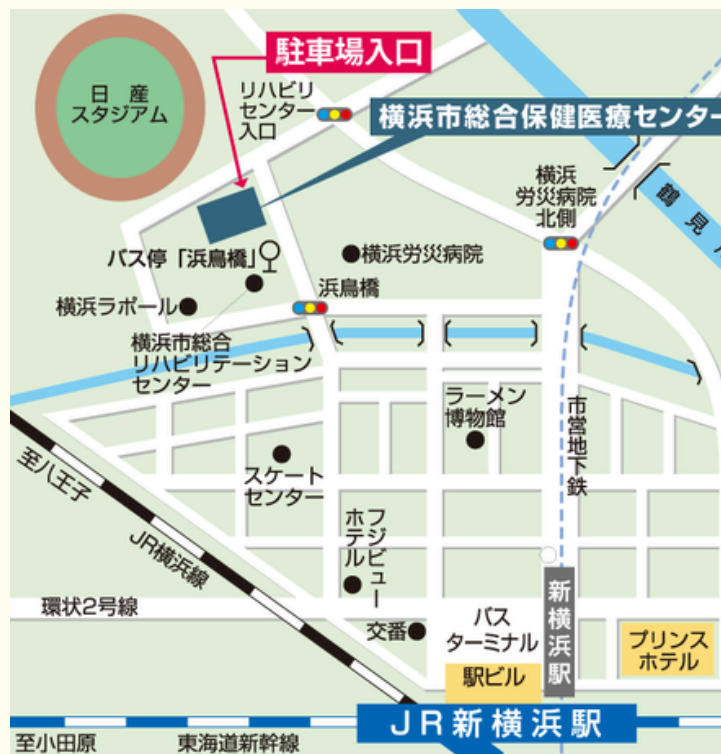 駐車場入口
日産
スタジアム
リハビリ
センター
入口
横浜市総合保健医療センター
横浜
労災病院
北側
鶴見
バス停「浜鳥橋」
横浜労災病院
横浜ラポール
浜鳥橋
横浜市総合
リハビリテーション
センター
ラーメン
博物館
市営地下鉄
スケート
センター
至八王子
JR横浜線
フジビュー
ホテル
環状2号線
交番
バス
ターミナル
新横浜駅
プリンス
ホテル
駅ビル
JR新横浜駅
至小田原
東海道新幹線